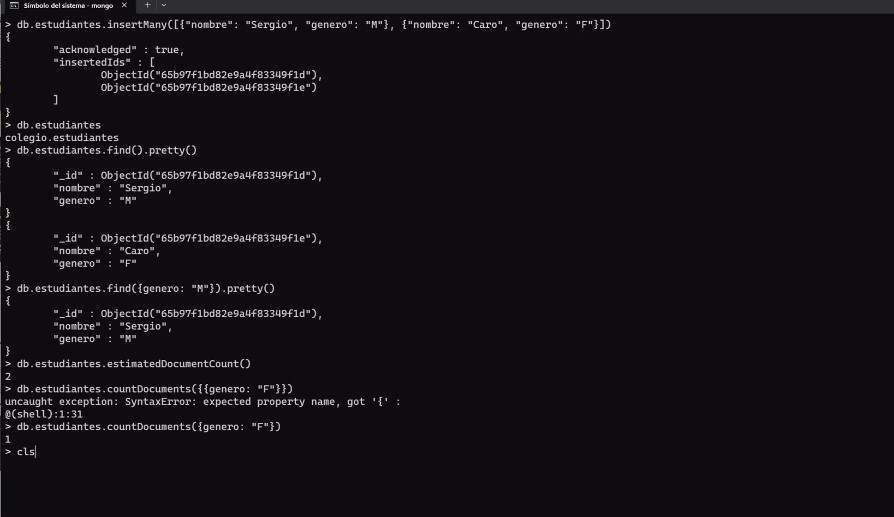 Símbolo del sistema - mongo
> db.estudiantes.insertMany([{"nombre": "Sergio", "genero": "M"}, {"nombre": "Caro", "genero": "F"}])
{
        "acknowledged" : true,
        "insertedIds" : [
                ObjectId("65b97f1bd82e9a4f83349f1d"),
                ObjectId("65b97f1bd82e9a4f83349f1e")
        ]
}
> db.estudiantes
colegio.estudiantes
> db.estudiantes.find().pretty()
{
        "_id" : ObjectId("65b97f1bd82e9a4f83349f1d"),
        "nombre" : "Sergio",
        "genero" : "M"
}
{
        "_id" : ObjectId("65b97f1bd82e9a4f83349f1e"),
        "nombre" : "Caro",
        "genero" : "F"
}
> db.estudiantes.find({genero: "M"}).pretty()
{
        "_id" : ObjectId("65b97f1bd82e9a4f83349f1d"),
        "nombre" : "Sergio",
        "genero" : "M"
}
> db.estudiantes.estimatedDocumentCount()
2
> db.estudiantes.countDocuments({{genero: "F"}})
uncaught exception: SyntaxError: expected property name, got '{' :
@(shell):1:31
> db.estudiantes.countDocuments({genero: "F"})
1
> cls